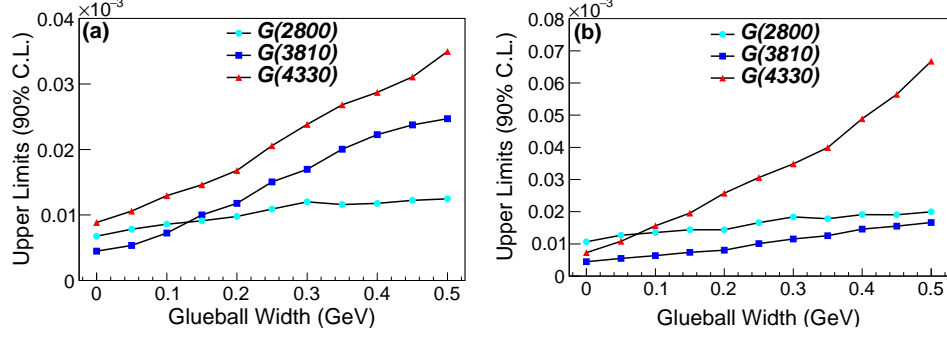 ×10⁻³
(a)
G(2800)
G(3810)
G(4330)
Upper Limits (90% C.L.)
0.04
0.03
0.02
0.01
0
0 0.1 0.2 0.3 0.4 0.5
Glueball Width (GeV)
×10⁻³
(b)
G(2800)
G(3810)
G(4330)
Upper Limits (90% C.L.)
0.08
0.07
0.06
0.05
0.04
0.03
0.02
0.01
0
0 0.1 0.2 0.3 0.4 0.5
Glueball Width (GeV)